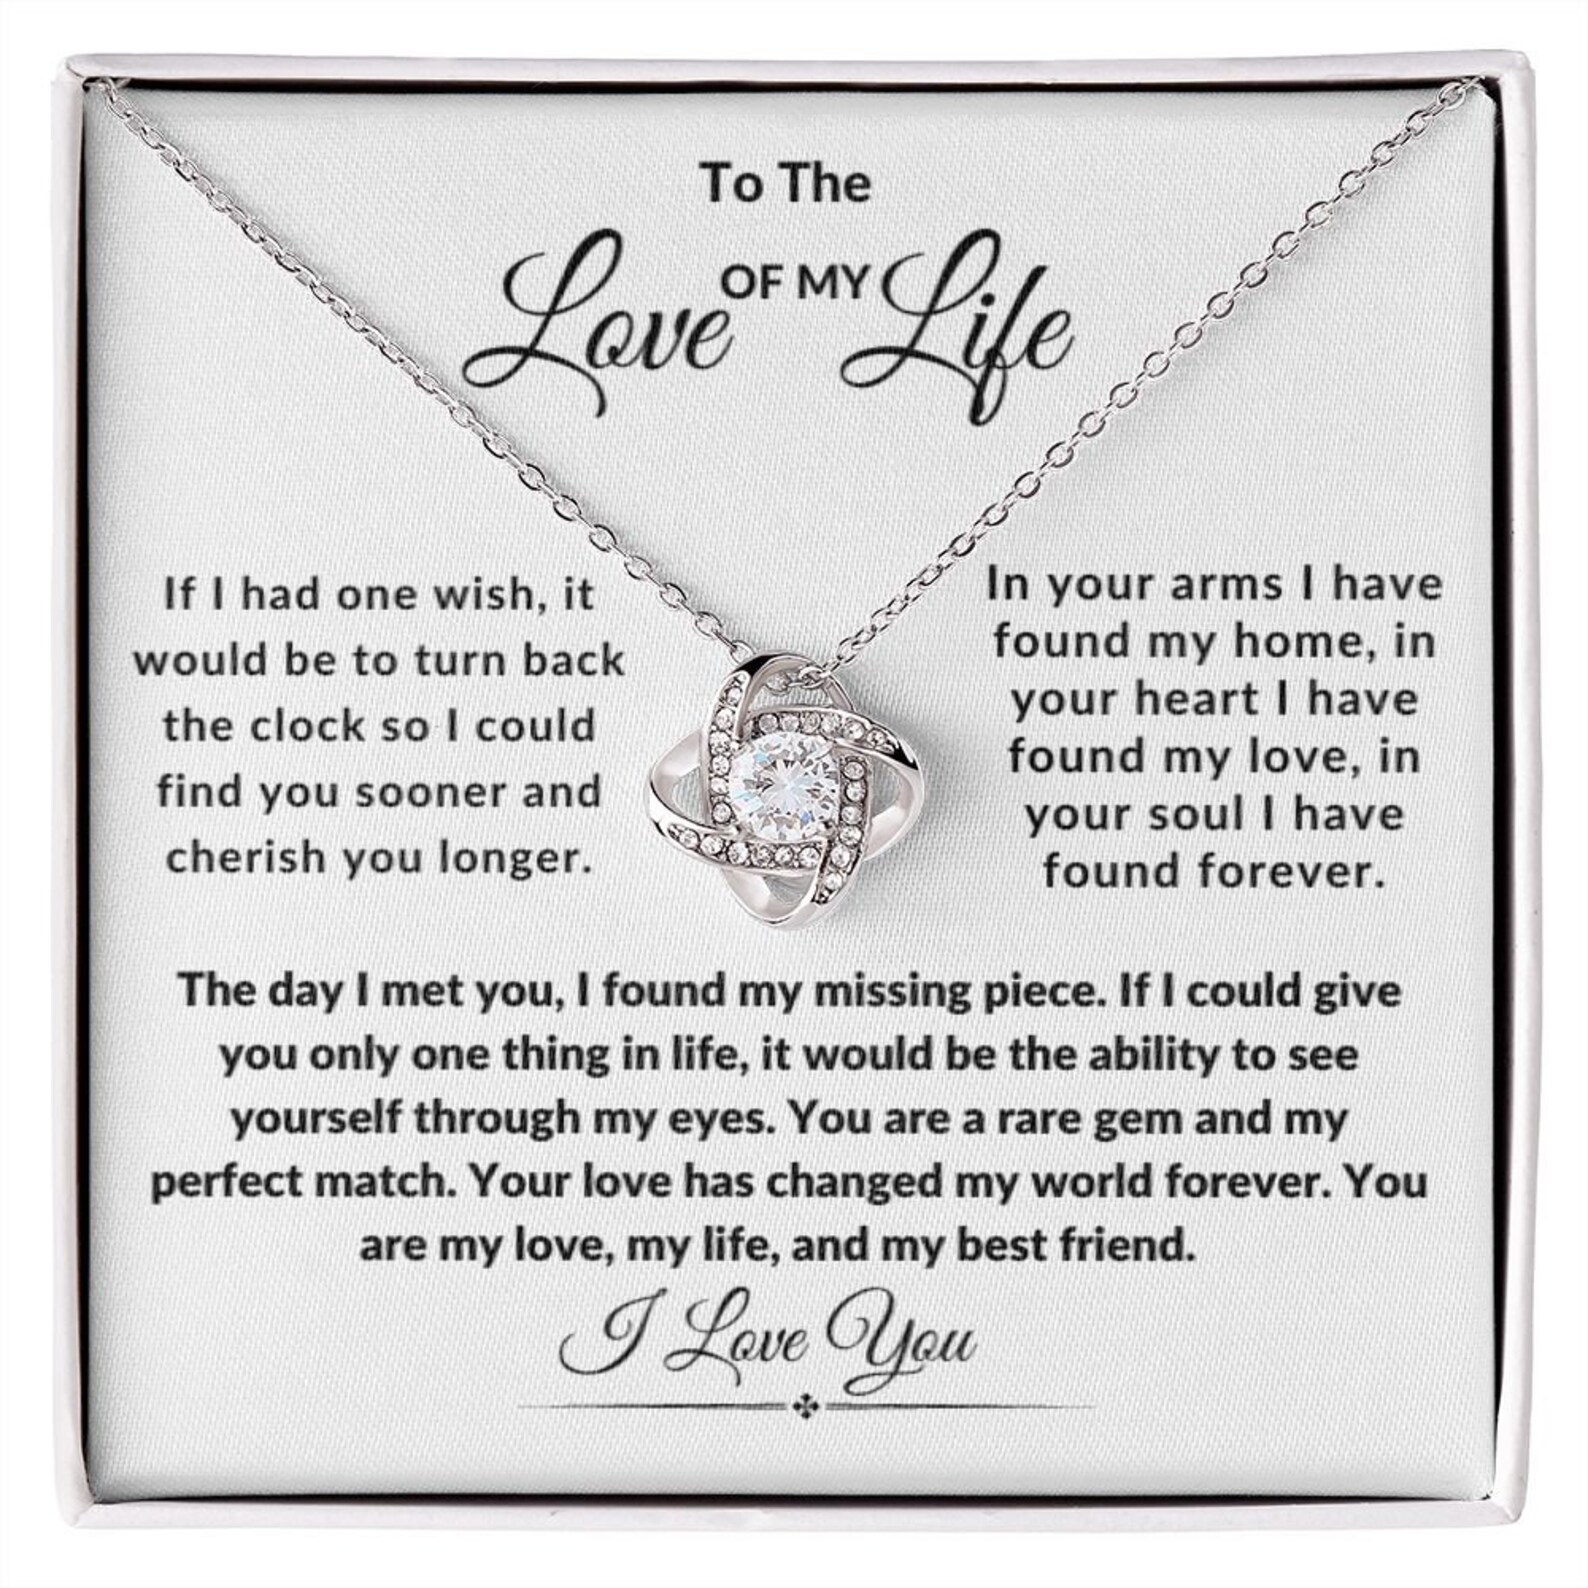 To The
Love OF MY Life
If I had one wish, it
would be to turn back
the clock so I could
find you sooner and
cherish you longer.
In your arms I have
found my home, in
your heart I have
found my love, in
your soul I have
found forever.
The day I met you, I found my missing piece. If I could give
you only one thing in life, it would be the ability to see
yourself through my eyes. You are a rare gem and my
perfect match. Your love has changed my world forever. You
are my love, my life, and my best friend.
I Love You